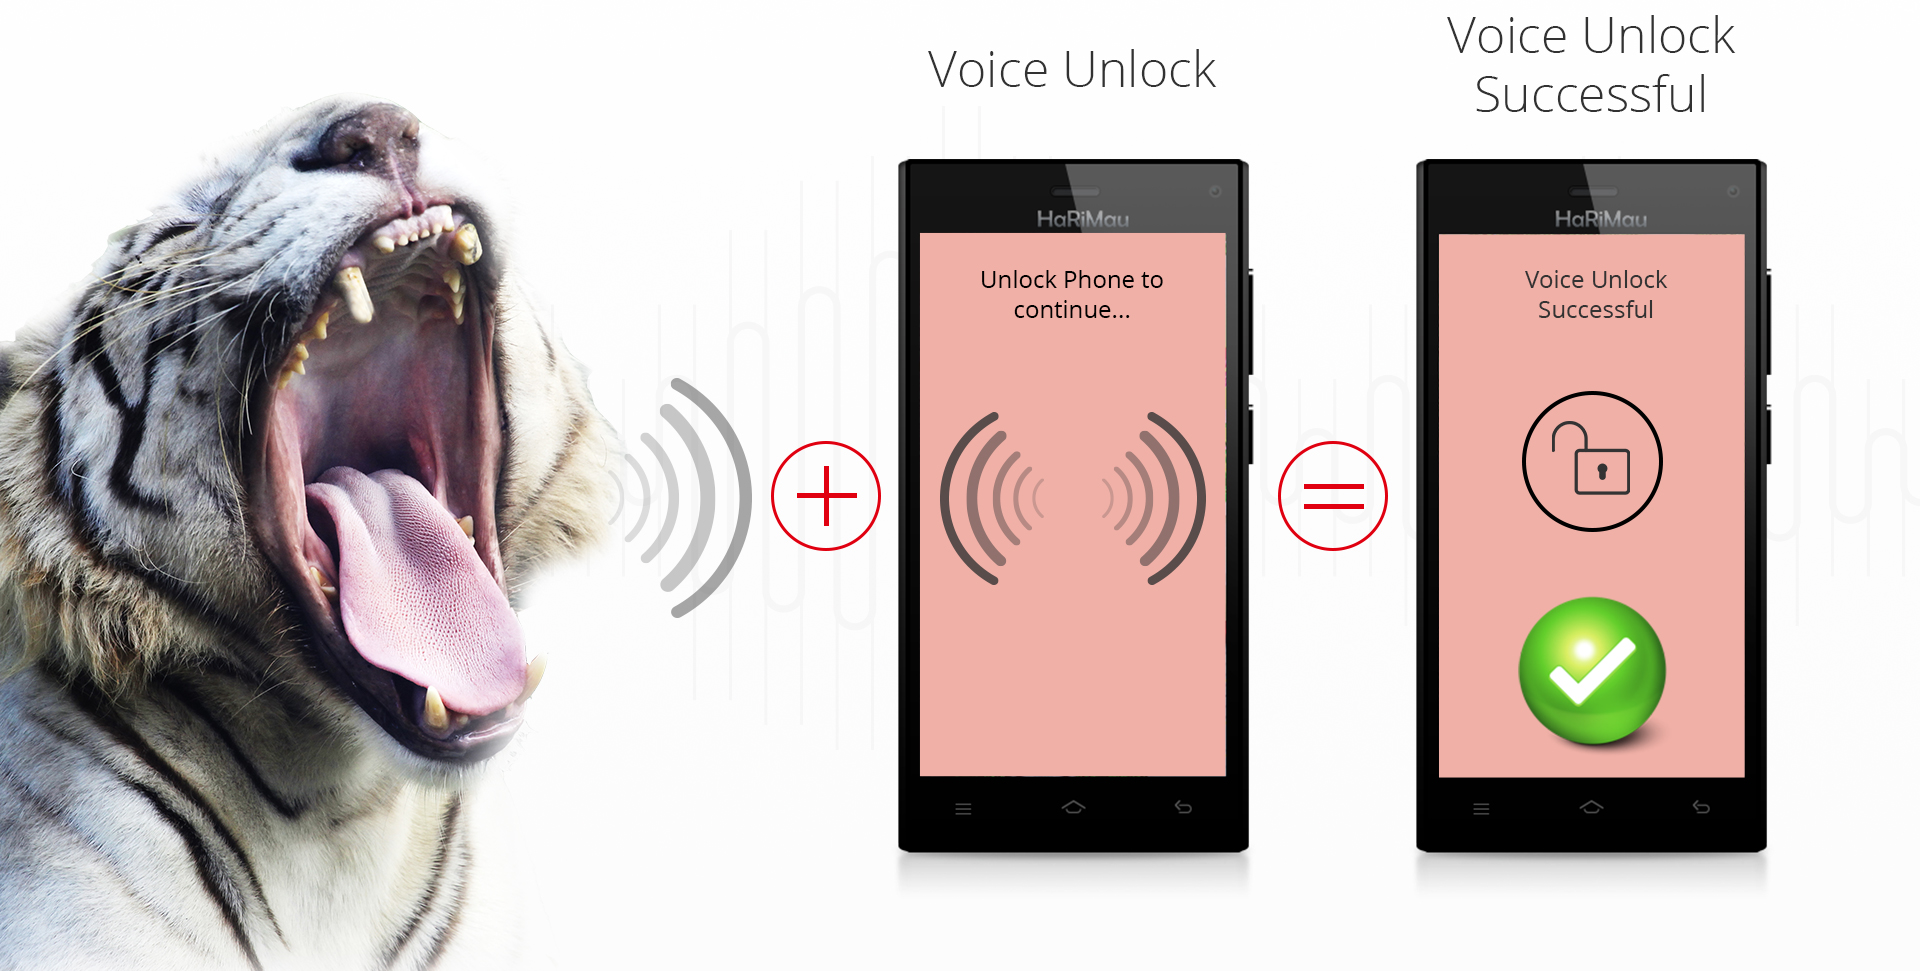 Voice Unlock
HaRiMau
Unlock Phone to
continue...
Voice Unlock
Successful
HaRiMau
Voice Unlock
Successful